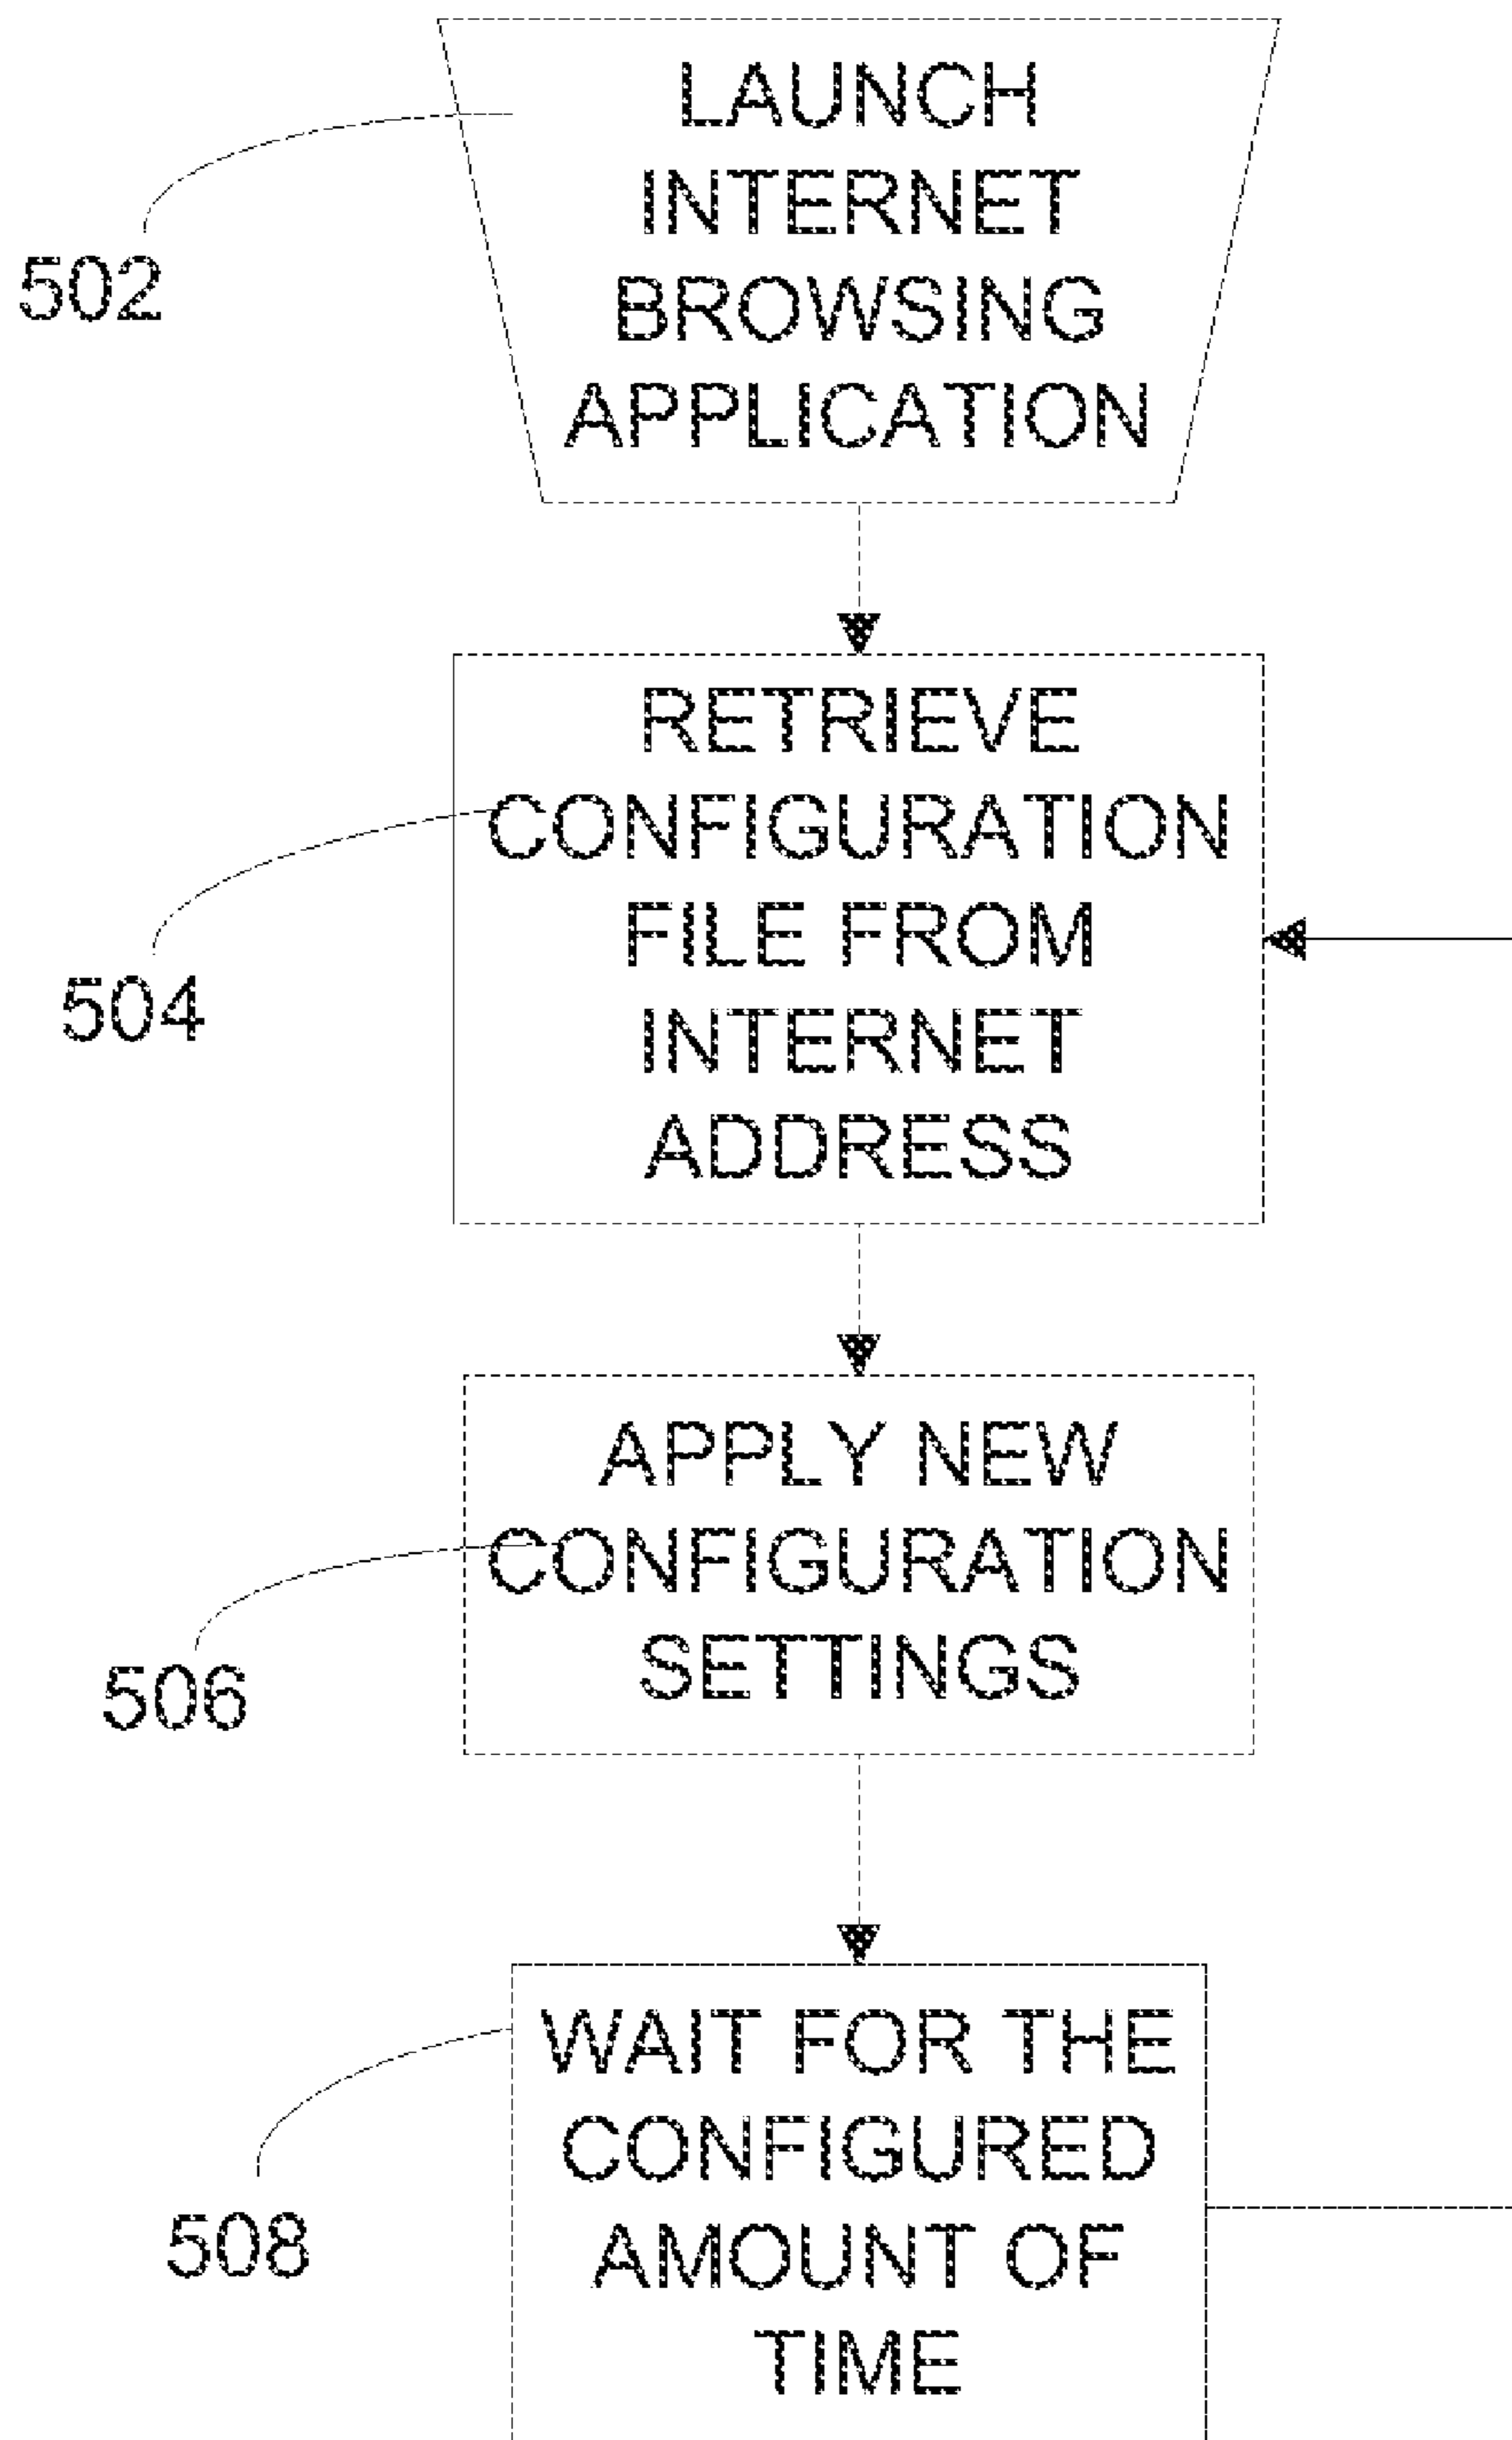 LAUNCH
INTERNET
BROWSING
APPLICATION
502
RETRIEVE
CONFIGURATION
FILE FROM
INTERNET
ADDRESS
504
APPLY NEW
CONFIGURATION
SETTINGS
506
WAIT FOR THE
CONFIGURED
AMOUNT OF
TIME
508